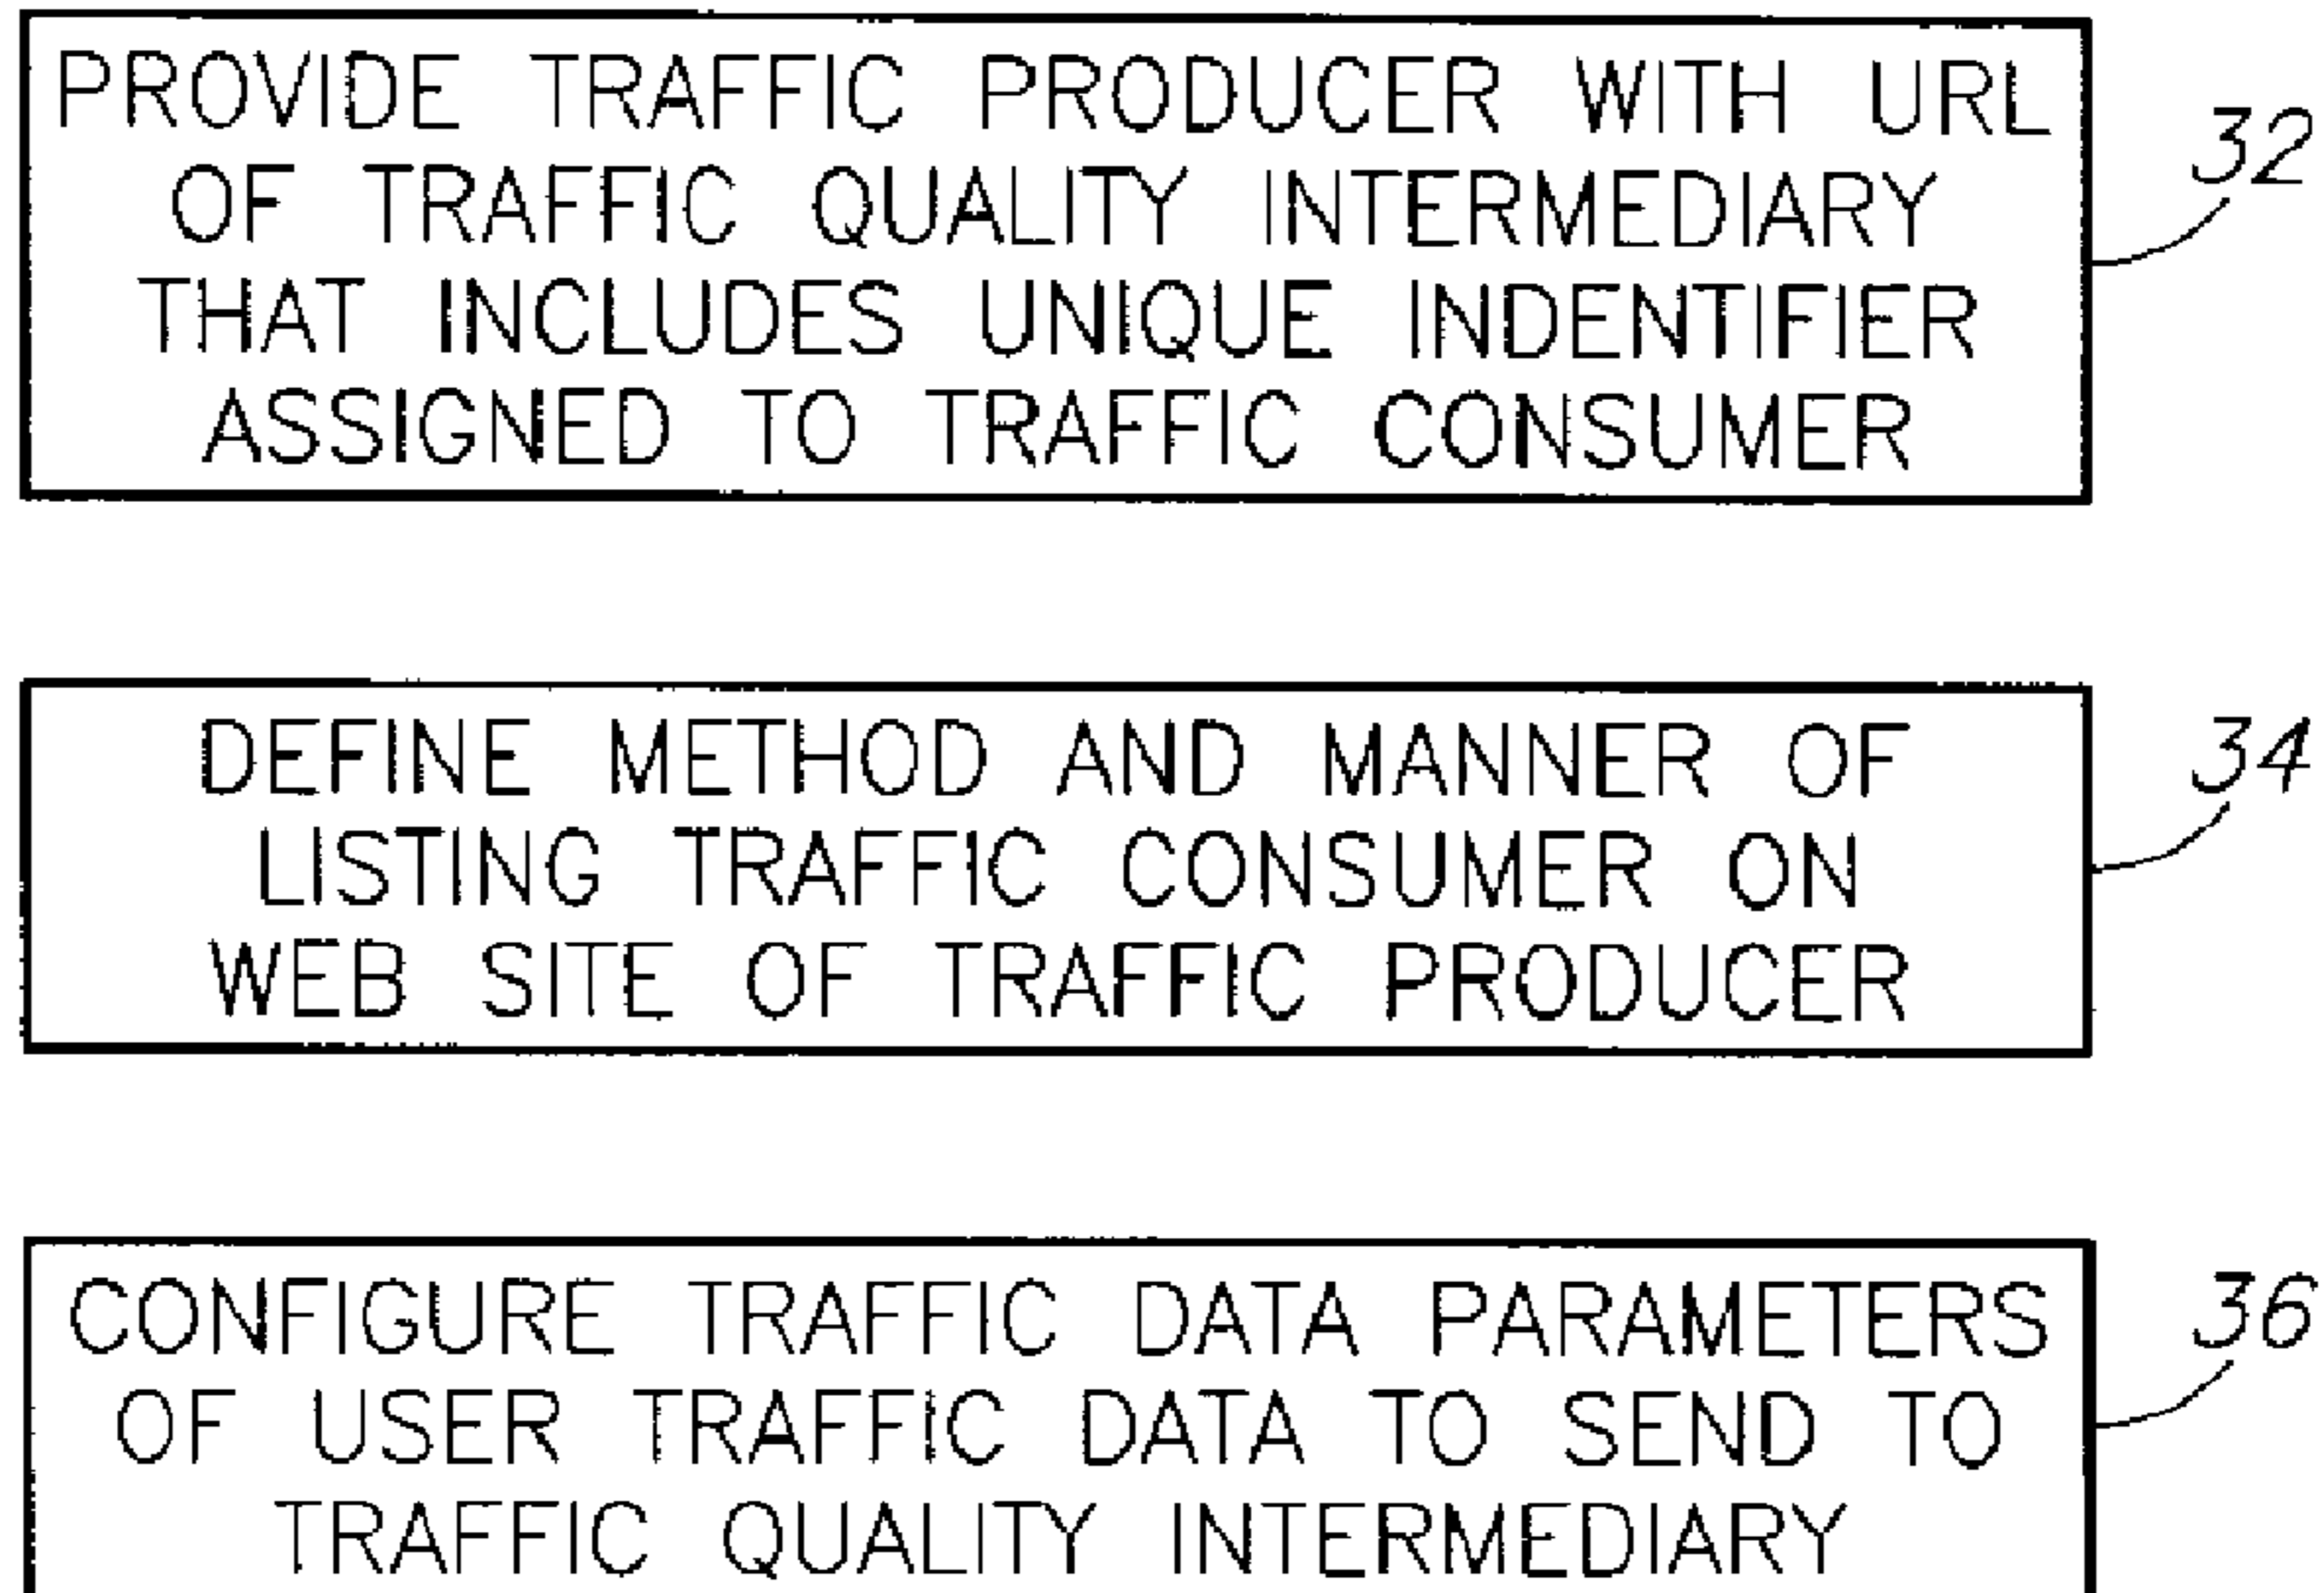 PROVIDE TRAFFIC PRODUCER WITH URL
OF TRAFFIC QUALITY INTERMEDIARY
THAT INCLUDES UNIQUE INDENTIFIER
ASSIGNED TO TRAFFIC CONSUMER
32
DEFINE METHOD AND MANNER OF
LISTING TRAFFIC CONSUMER ON
WEB SITE OF TRAFFIC PRODUCER
34
CONFIGURE TRAFFIC DATA PARAMETERS
OF USER TRAFFIC DATA TO SEND TO
TRAFFIC QUALITY INTERMEDIARY
36